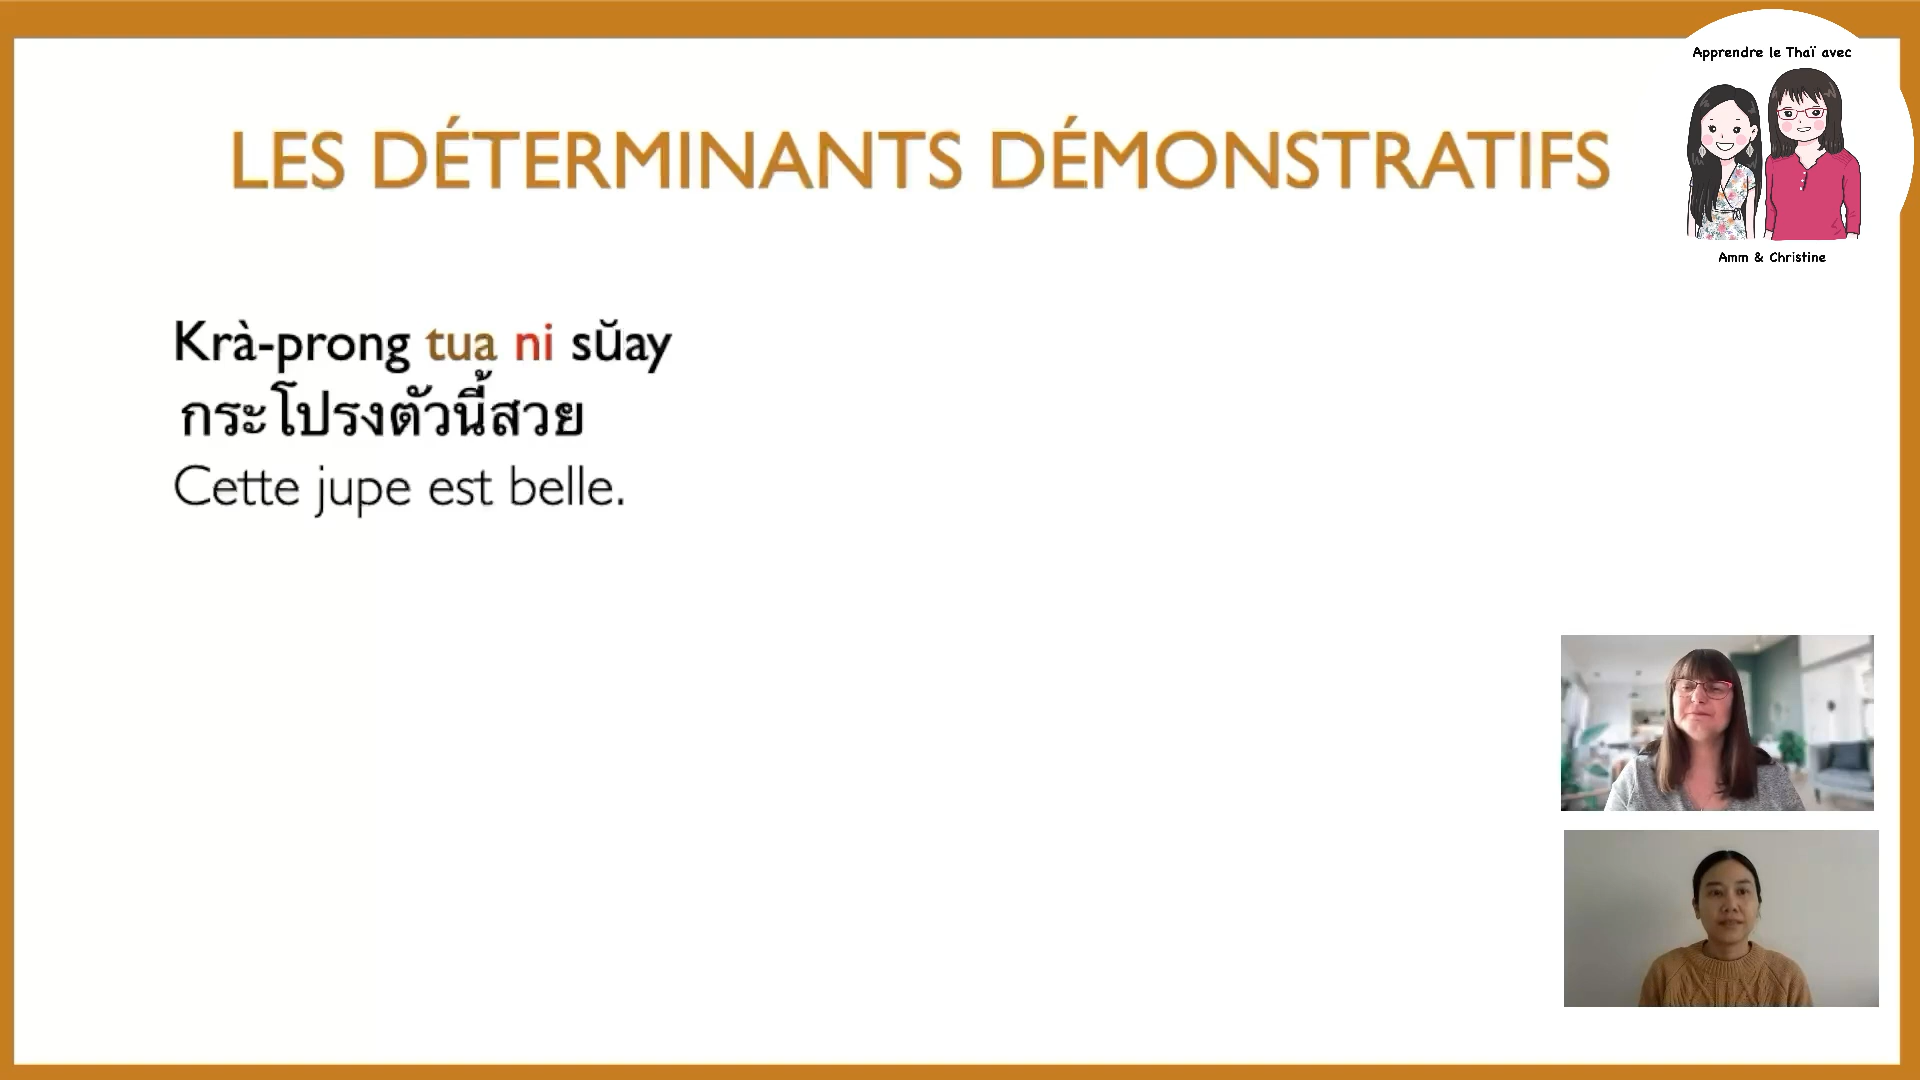 Apprendre le Thaï avec
LES DÉTERMINANTS DÉMONSTRATIFS
Amm & Christine
Krà-prong tua ni sŭay
กระโปรงตัวนี้สวย
Cette jupe est belle.